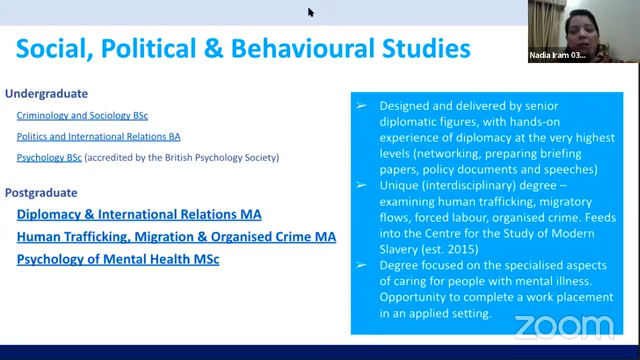 Social, Political & Behavioural Studies
Nadia Iram 03...
Undergraduate
Criminology and Sociology BSc
Politics and International Relations BA
Psychology BSc (accredited by the British Psychology Society)
Postgraduate
Diplomacy & International Relations MA
Human Trafficking, Migration & Organised Crime MA
Psychology of Mental Health MSc
➢ Designed and delivered by senior
diplomatic figures, with hands-on
experience of diplomacy at the very highest
levels (networking, preparing briefing
papers, policy documents and speeches)
➢ Unique (interdisciplinary) degree –
examining human trafficking, migratory
flows, forced labour, organised crime. Feeds
into the Centre for the Study of Modern
Slavery (est. 2015)
➢ Degree focused on the specialised aspects
of caring for people with mental illness.
Opportunity to complete a work placement
in an applied setting.
zoom